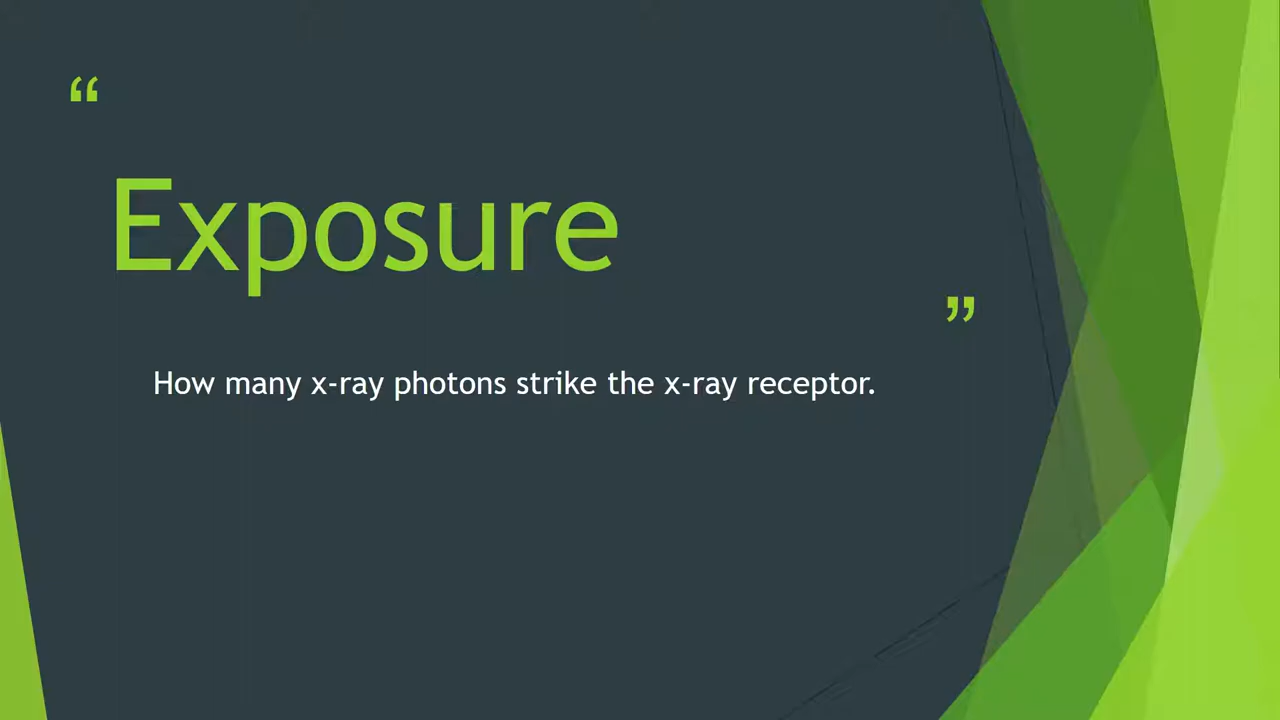 “
Exposure
”
How many x-ray photons strike the x-ray receptor.